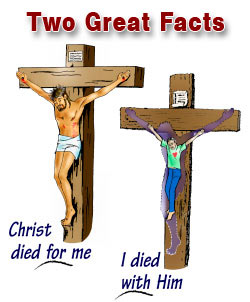 Two Great Facts
Christ
died for me
I died
with Him